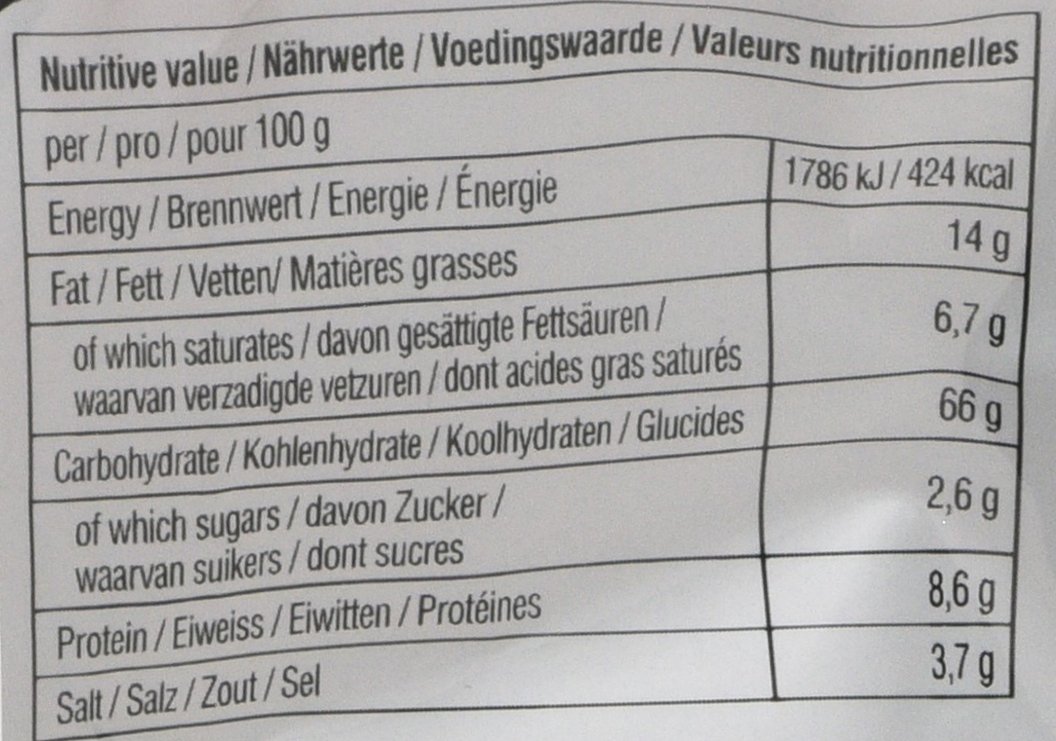 Nutritive value / Nährwerte / Voedingswaarde / Valeurs nutritionnelles
per / pro / pour 100 g
Energy / Brennwert / Energie / Énergie 1786 kJ / 424 kcal
Fat / Fett / Vetten/ Matières grasses 14 g
of which saturates / davon gesättigte Fettsäuren /
waarvan verzadigde vetzuren / dont acides gras saturés 6,7 g
Carbohydrate / Kohlenhydrate / Koolhydraten / Glucides 66 g
of which sugars / davon Zucker /
waarvan suikers / dont sucres 2,6 g
Protein / Eiweiss / Eiwitten / Protéines 8,6 g
Salt / Salz / Zout / Sel 3,7 g